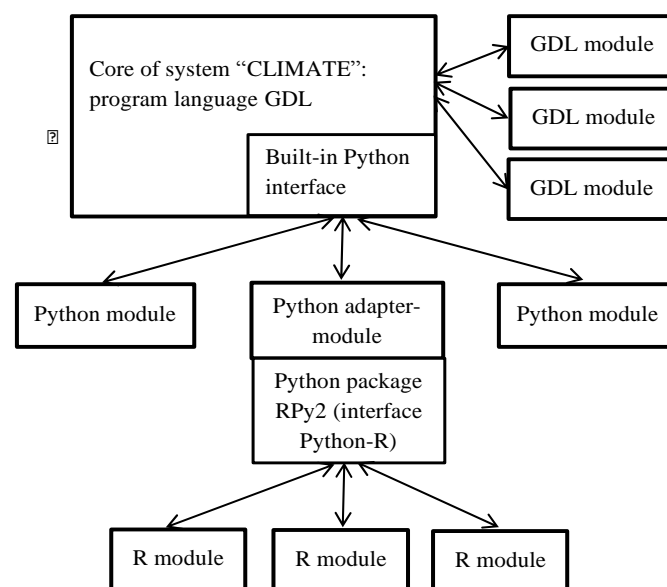 Core of system “CLIMATE”:
program language GDL
GDL module
GDL module
GDL module
Built-in Python
interface
Python module
Python adapter-
module
Python module
Python package
RPy2 (interface
Python-R)
R module
R module
R module